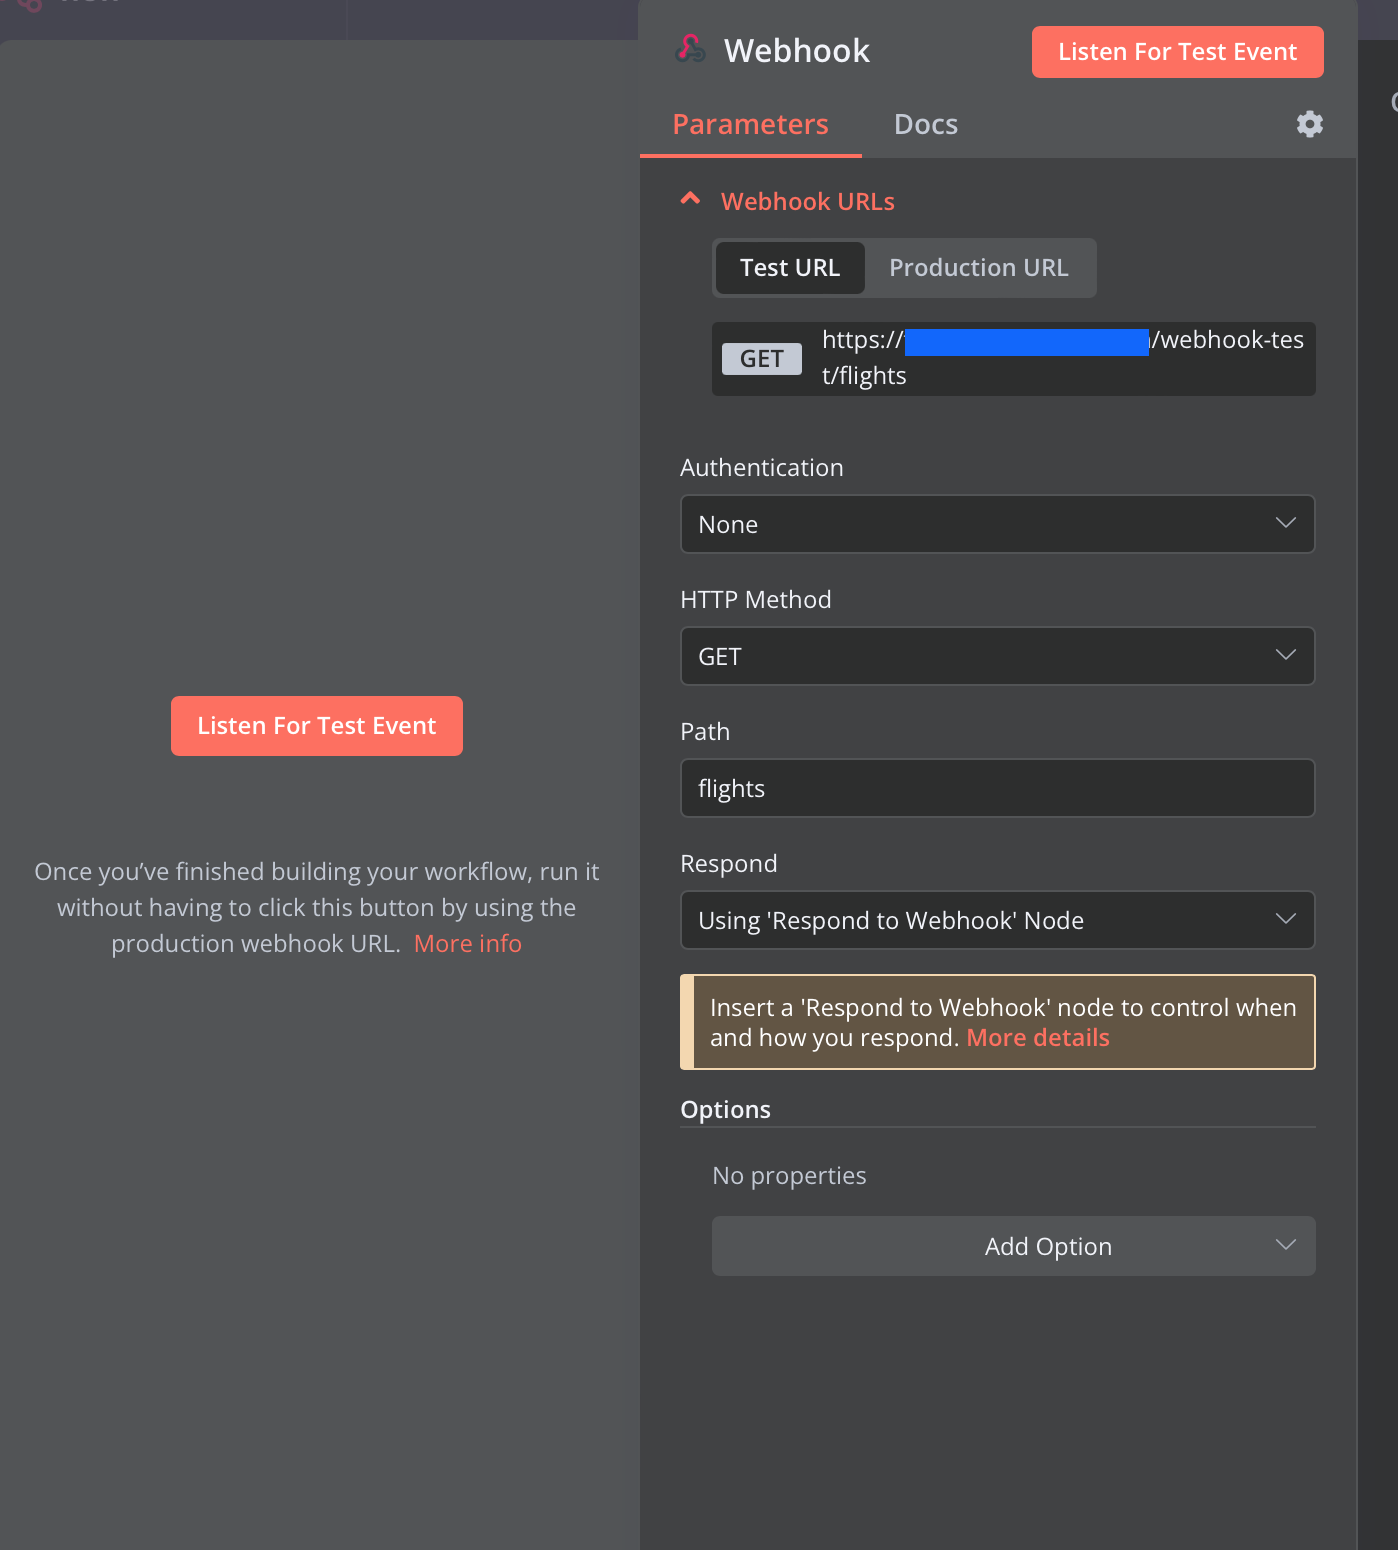 Webhook
Listen For Test Event
Parameters
Docs
Webhook URLs
Test URL
Production URL
GET
https://
/webhook-tes
t/flights
Authentication
None
HTTP Method
GET
Path
flights
Respond
Using 'Respond to Webhook' Node
Insert a 'Respond to Webhook' node to control when
and how you respond. More details
Options
No properties
Add Option
Listen For Test Event
Once you’ve finished building your workflow, run it
without having to click this button by using the
production webhook URL. More info